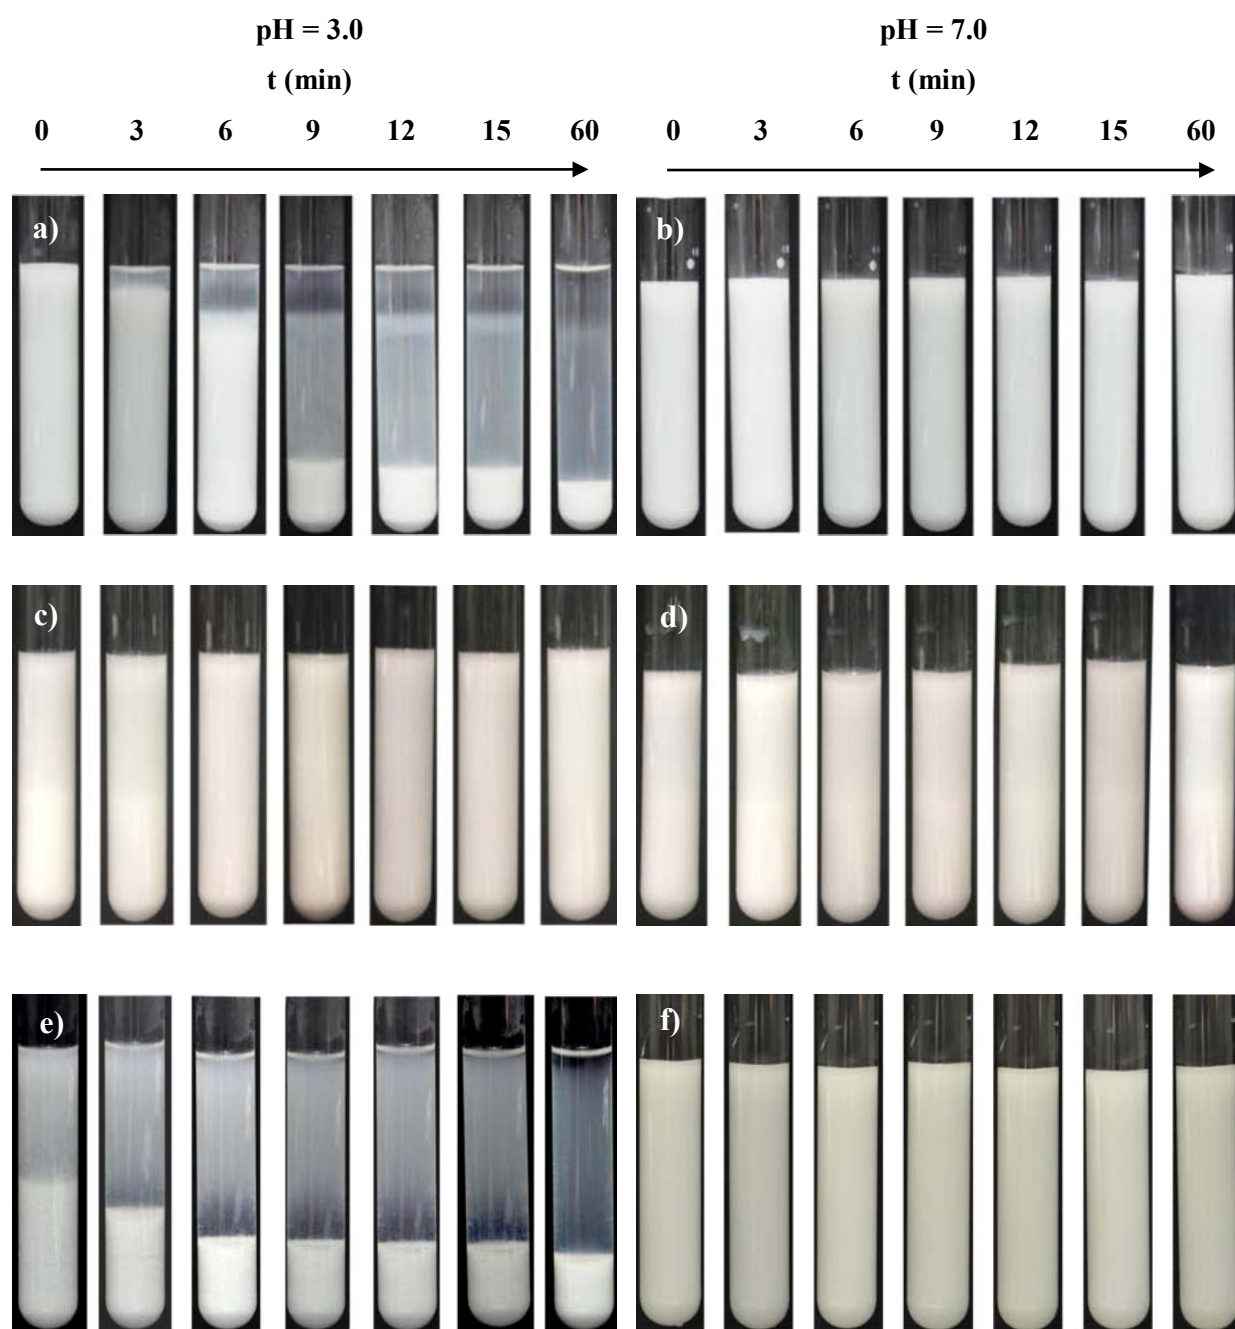 pH = 3.0 pH = 7.0
t (min) t (min)
0 3 6 9 12 15 60 0 3 6 9 12 15 60
a) b)
c) d)
e) f)